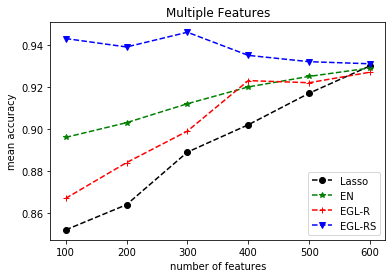 Multiple Features
mean accuracy
0.94
0.92
0.90
0.88
0.86
100 200 300 400 500 600
number of features
Lasso
EN
EGL-R
EGL-RS